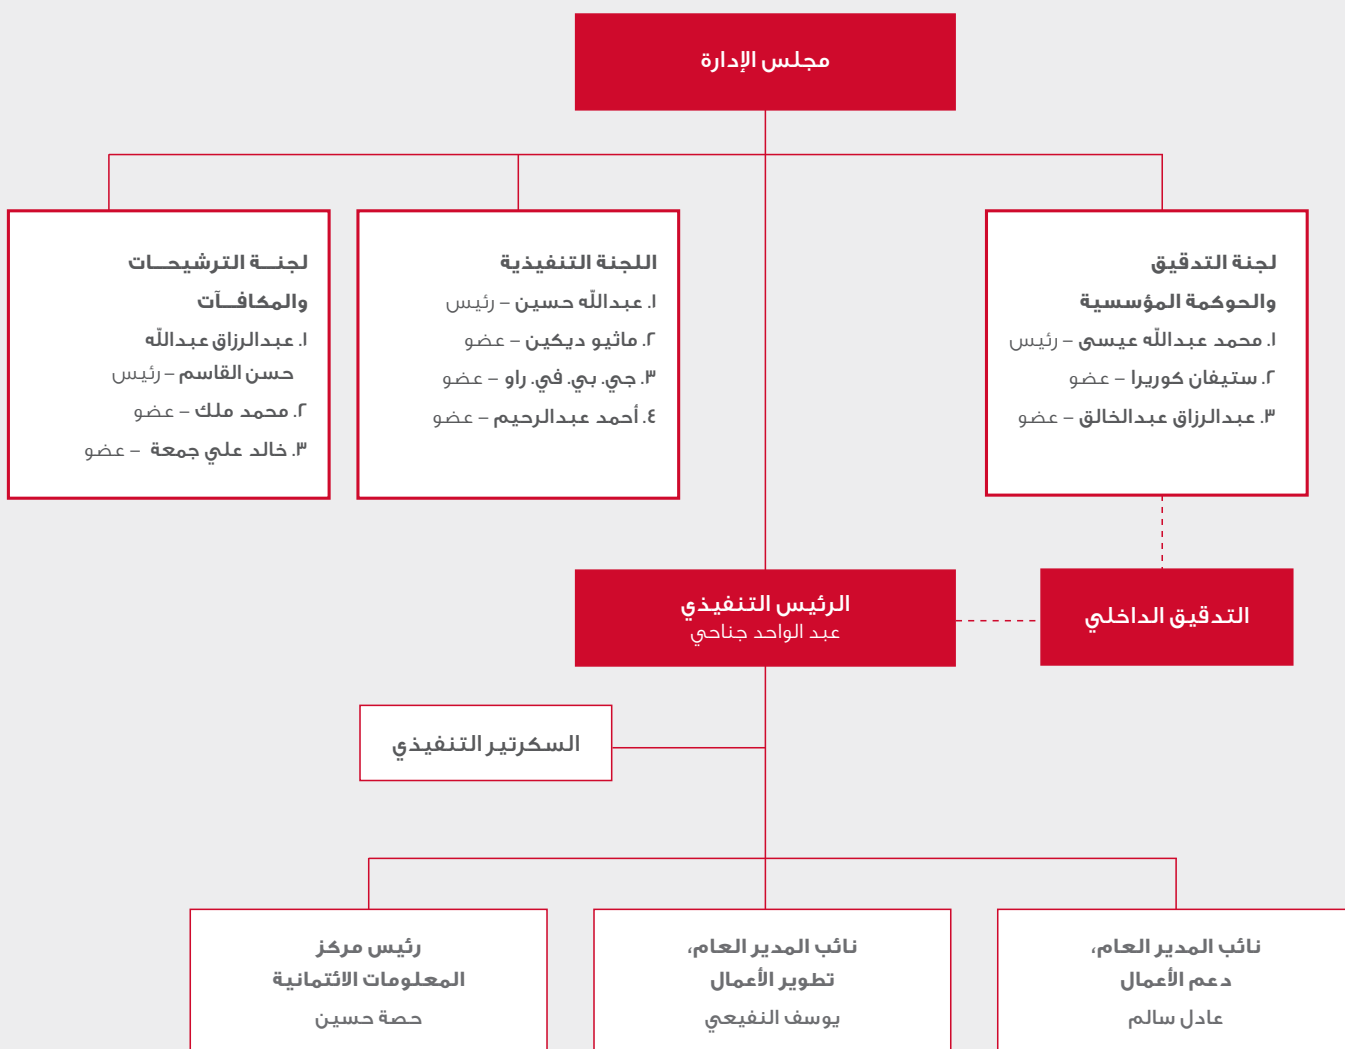 مجلس الإدارة
لجنة التدقيق
والحوكمة المؤسسية
١. محمد عبداللّه عيسى – رئيس
٢. ستيفان كوريرا – عضو
٣. عبدالرزاق عبدالخالق – عضو
اللجنة التنفيذية
١. عبداللّه حسين – رئيس
٢. ماثيو ديكين – عضو
٣. جي. بي. في. راو – عضو
٤. أحمد عبدالرحيم – عضو
لجنــة الترشيحــات
والمكافــآت
١. عبدالرزاق عبداللّه
حسن القاسم – رئيس
٢. محمد ملك – عضو
٣. خالد علي جمعة – عضو
التدقيق الداخلي
الرئيس التنفيذي
عبد الواحد جناحي
السكرتير التنفيذي
نائب المدير العام،
دعم الأعمال
عادل سالم
نائب المدير العام،
تطوير الأعمال
يوسف النفيعي
رئيس مركز
المعلومات الائتمانية
حصة حسين